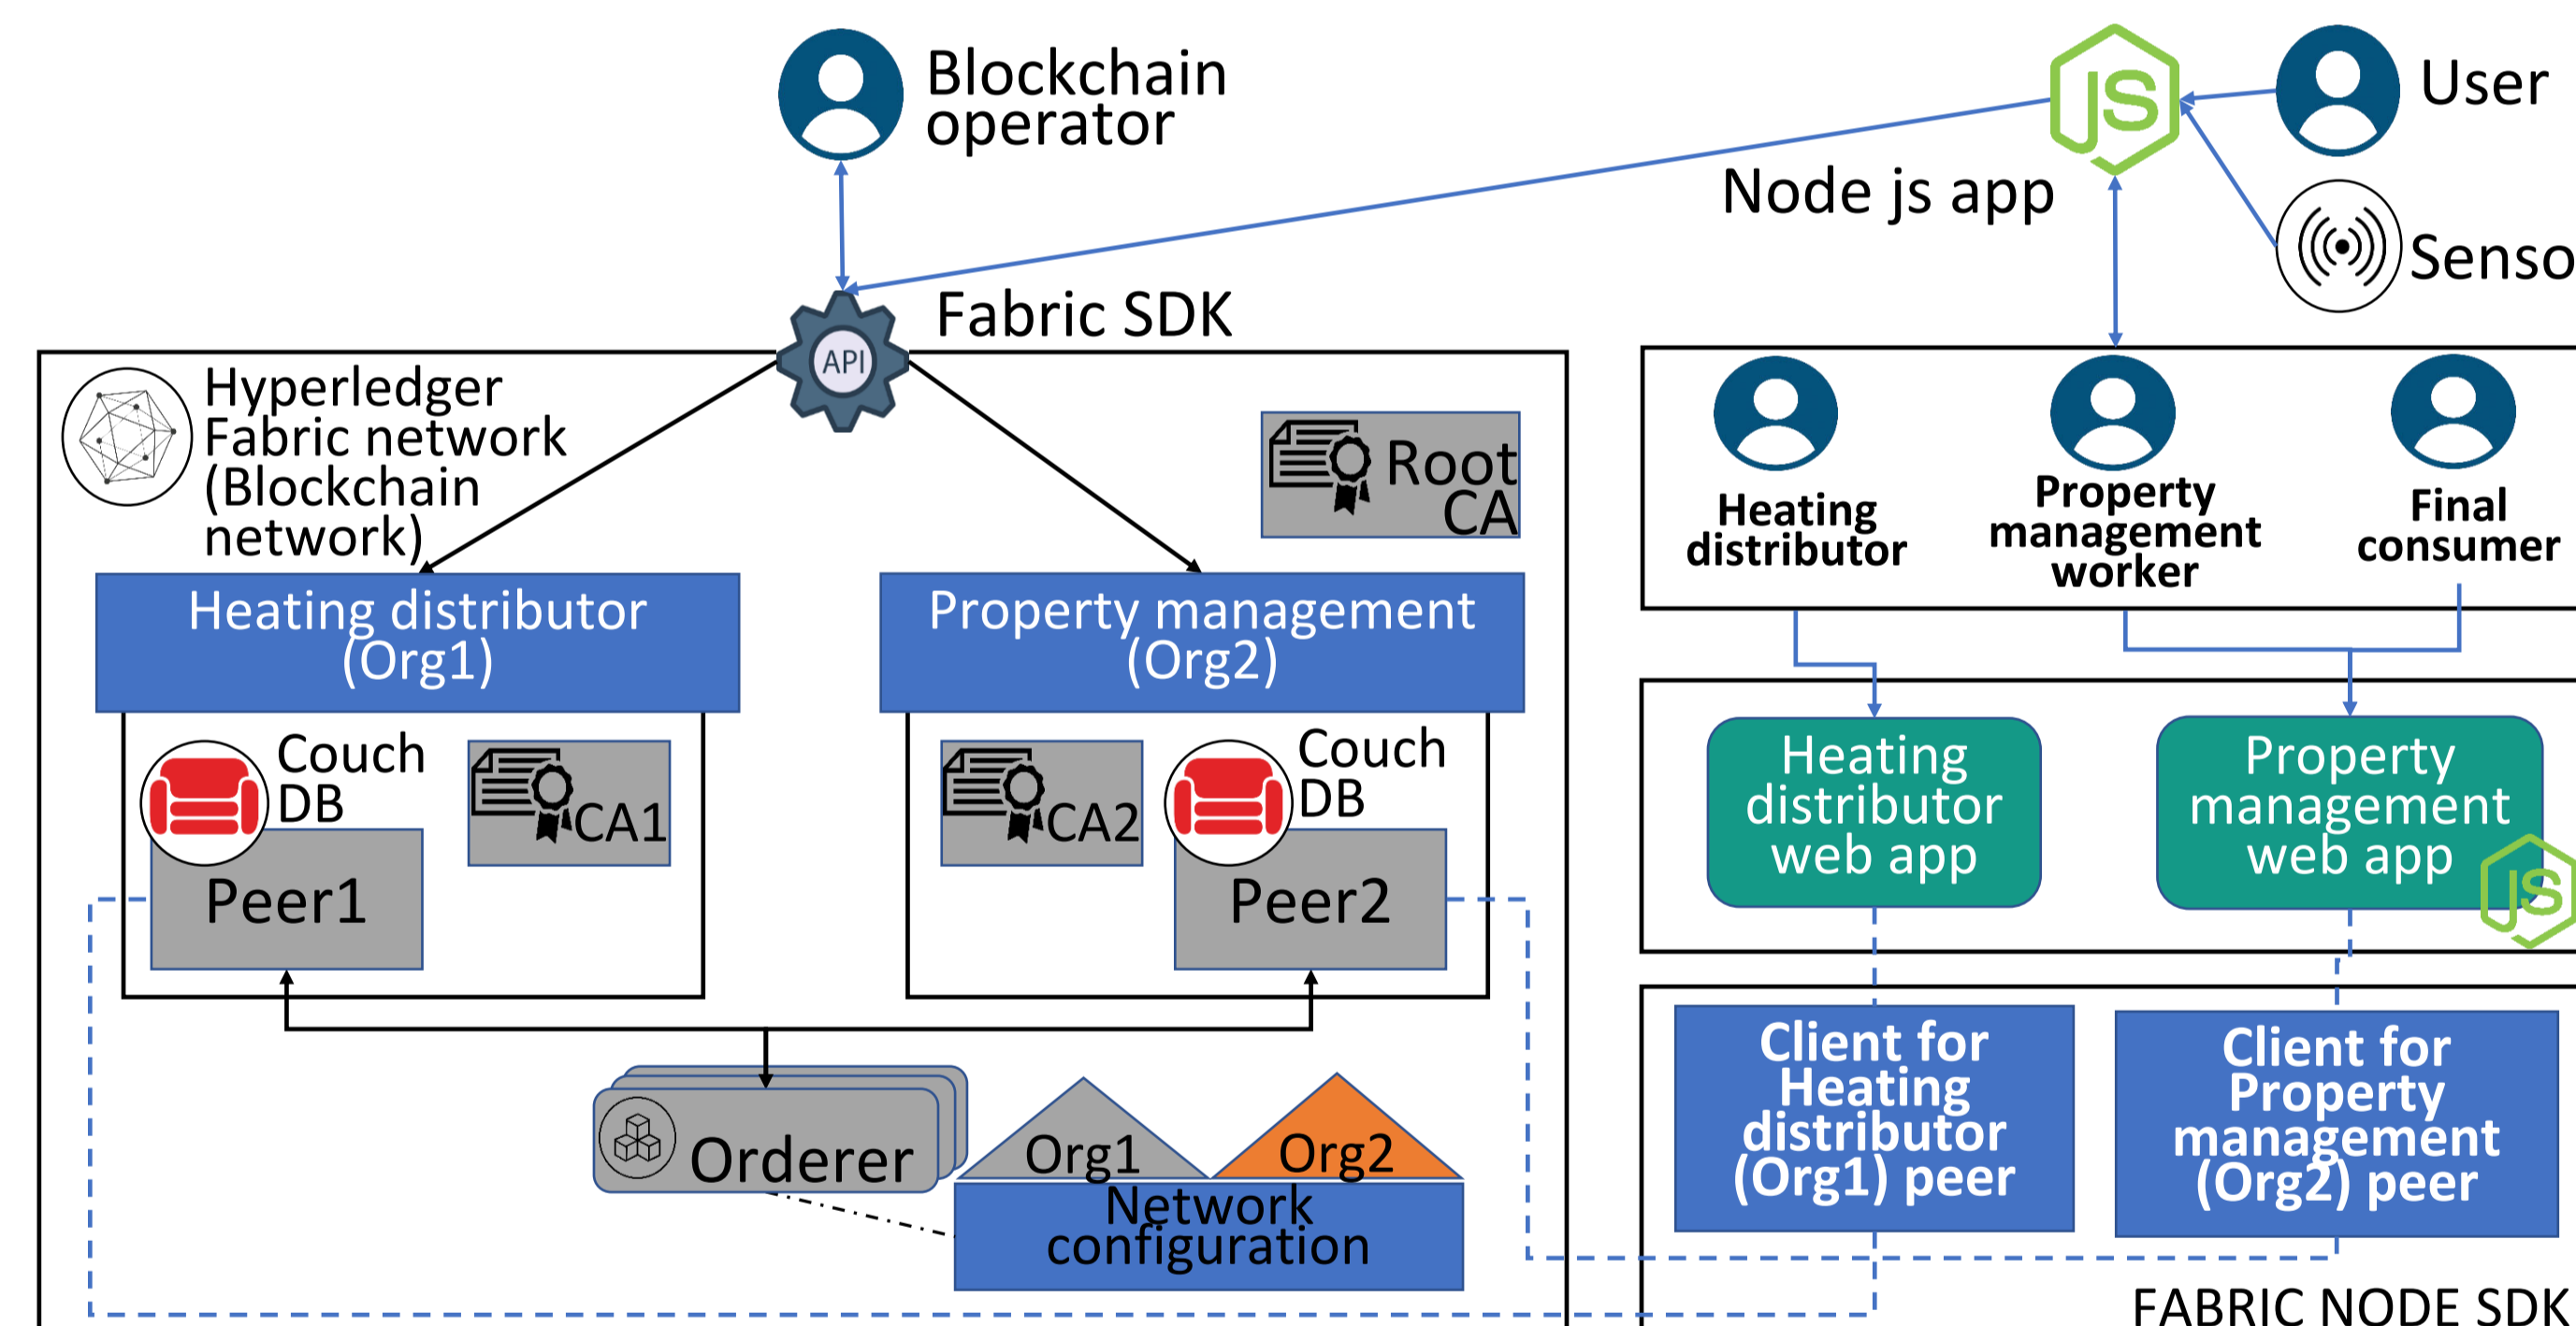 Blockchain
operator
JS
User
Node js app
Senso
Fabric SDK
API
Hyperledger
Fabric network
(Blockchain
network)
Root
CA
Heating
distributor
Property
management
worker
Final
consumer
Heating distributor
(Org1)
Property management
(Org2)
Couch
DB
CA1
CA2
Couch
DB
Peer1
Peer2
Heating
distributor
web app
Property
management
web app
JS
Orderer
Org1
Org2
Network
configuration
Client for
Heating
distributor
(Org1) peer
Client for
Property
management
(Org2) peer
FABRIC NODE SDK